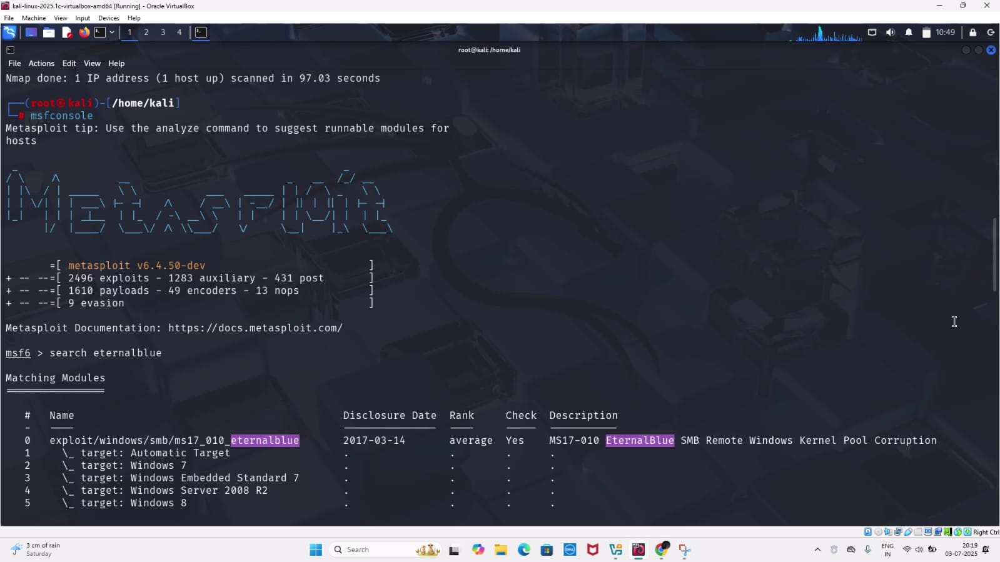 kali-linux-2025.1c-virtualbox-amd64 [Running] - Oracle VirtualBox
File Machine View Input Devices Help
1 2 3 4 10:49
root@kali: /home/kali
File Actions Edit View Help
Nmap done: 1 IP address (1 host up) scanned in 97.03 seconds
(root㉿kali)-[/home/kali]
# msfconsole
Metasploit tip: Use the analyze command to suggest runnable modules for
hosts
METASPLOIT
=[ metasploit v6.4.50-dev ]
+ -- --=[ 2496 exploits - 1283 auxiliary - 431 post ]
+ -- --=[ 1610 payloads - 49 encoders - 13 nops ]
+ -- --=[ 9 evasion ]
Metasploit Documentation: https://docs.metasploit.com/
msf6 > search eternalblue
Matching Modules
================
# Name Disclosure Date Rank Check Description
- ---- --------------- ---- ----- -----------
0 exploit/windows/smb/ms17_010_eternalblue 2017-03-14 average Yes MS17-010 EternalBlue SMB Remote Windows Kernel Pool Corruption
1 \_ target: Automatic Target . . . .
2 \_ target: Windows 7 . . . .
3 \_ target: Windows Embedded Standard 7 . . . .
4 \_ target: Windows Server 2008 R2 . . . .
5 \_ target: Windows 8 . . . .
Right Ctrl
3 cm of rain
Saturday
Search
DELL
ENG
IN
20:19
03-07-2025